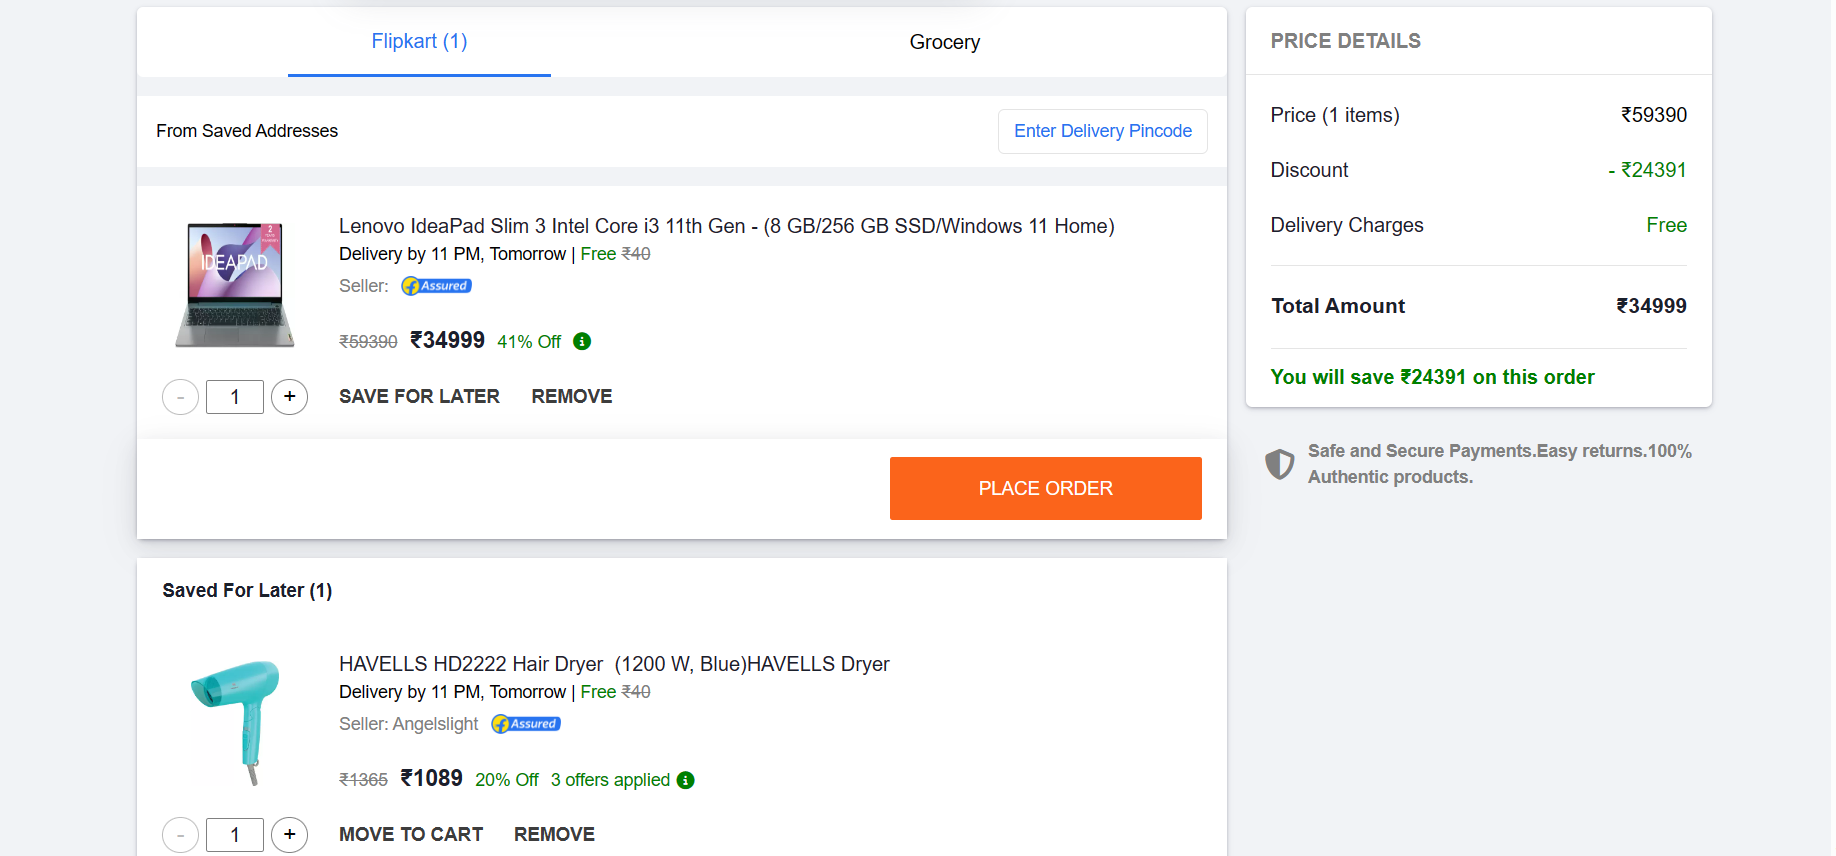 Flipkart (1)
Grocery
From Saved Addresses
Enter Delivery Pincode
IDEAPAD
2
Lenovo IdeaPad Slim 3 Intel Core i3 11th Gen - (8 GB/256 GB SSD/Windows 11 Home)
Delivery by 11 PM, Tomorrow | Free ₹40
Seller: Assured
₹59390 ₹34999 41% Off
- 1 + SAVE FOR LATER REMOVE
PLACE ORDER
Saved For Later (1)
HAVELLS HD2222 Hair Dryer (1200 W, Blue)HAVELLS Dryer
Delivery by 11 PM, Tomorrow | Free ₹40
Seller: Angelslight Assured
₹1365 ₹1089 20% Off 3 offers applied
- 1 + MOVE TO CART REMOVE
PRICE DETAILS
Price (1 items) ₹59390
Discount - ₹24391
Delivery Charges Free
Total Amount ₹34999
You will save ₹24391 on this order
Safe and Secure Payments.Easy returns.100%
Authentic products.